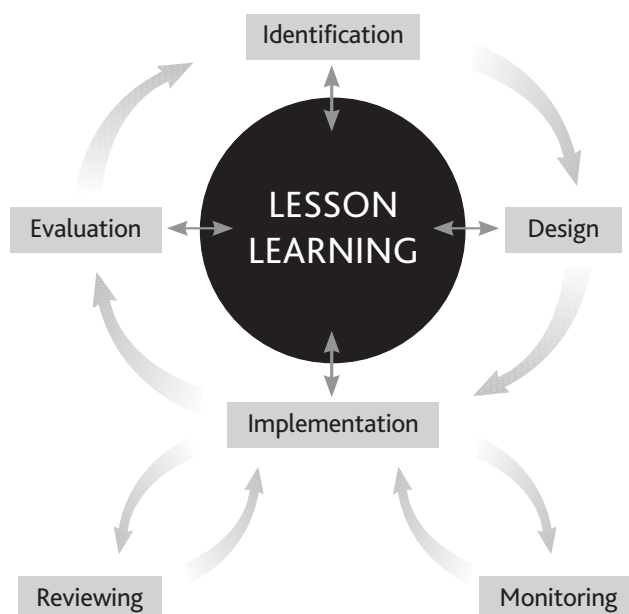 Identification
LESSON
LEARNING
Evaluation
Design
Implementation
Reviewing
Monitoring